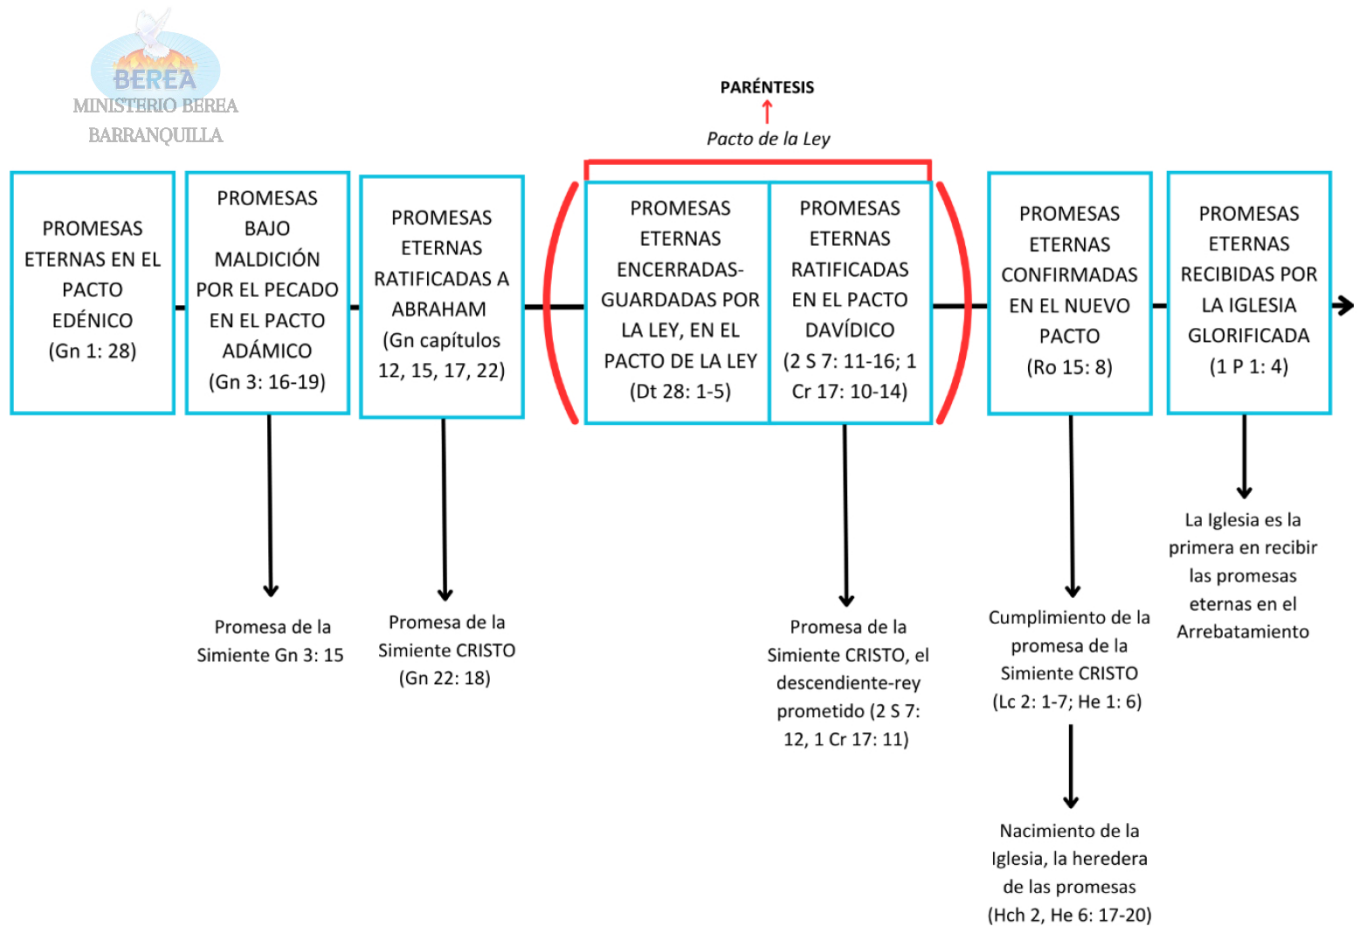 BEREA
MINISTERIO BEREA
BARRANQUILLA
PARÉNTESIS
Pacto de la Ley
PROMESAS
ETERNAS EN EL
PACTO
EDÉNICO
(Gn 1: 28)
PROMESAS
BAJO
MALDICIÓN
POR EL PECADO
EN EL PACTO
ADÁMICO
(Gn 3: 16-19)
PROMESAS
ETERNAS
RATIFICADAS A
ABRAHAM
(Gn capítulos
12, 15, 17, 22)
PROMESAS
ETERNAS
ENCERRADAS-
GUARDADAS POR
LA LEY, EN EL
PACTO DE LA LEY
(Dt 28: 1-5)
PROMESAS
ETERNAS
RATIFICADAS
EN EL PACTO
DAVÍDICO
(2 S 7: 11-16; 1
Cr 17: 10-14)
PROMESAS
ETERNAS
CONFIRMADAS
EN EL NUEVO
PACTO
(Ro 15: 8)
PROMESAS
ETERNAS
RECIBIDAS POR
LA IGLESIA
GLORIFICADA
(1 P 1: 4)
Promesa de la
Simiente Gn 3: 15
Promesa de la
Simiente CRISTO
(Gn 22: 18)
Promesa de la
Simiente CRISTO, el
descendiente-rey
prometido (2 S 7:
12, 1 Cr 17: 11)
Cumplimiento de la
promesa de la
Simiente CRISTO
(Lc 2: 1-7; He 1: 6)
Nacimiento de la
Iglesia, la heredera
de las promesas
(Hch 2, He 6: 17-20)
La Iglesia es la
primera en recibir
las promesas
eternas en el
Arrebatamiento